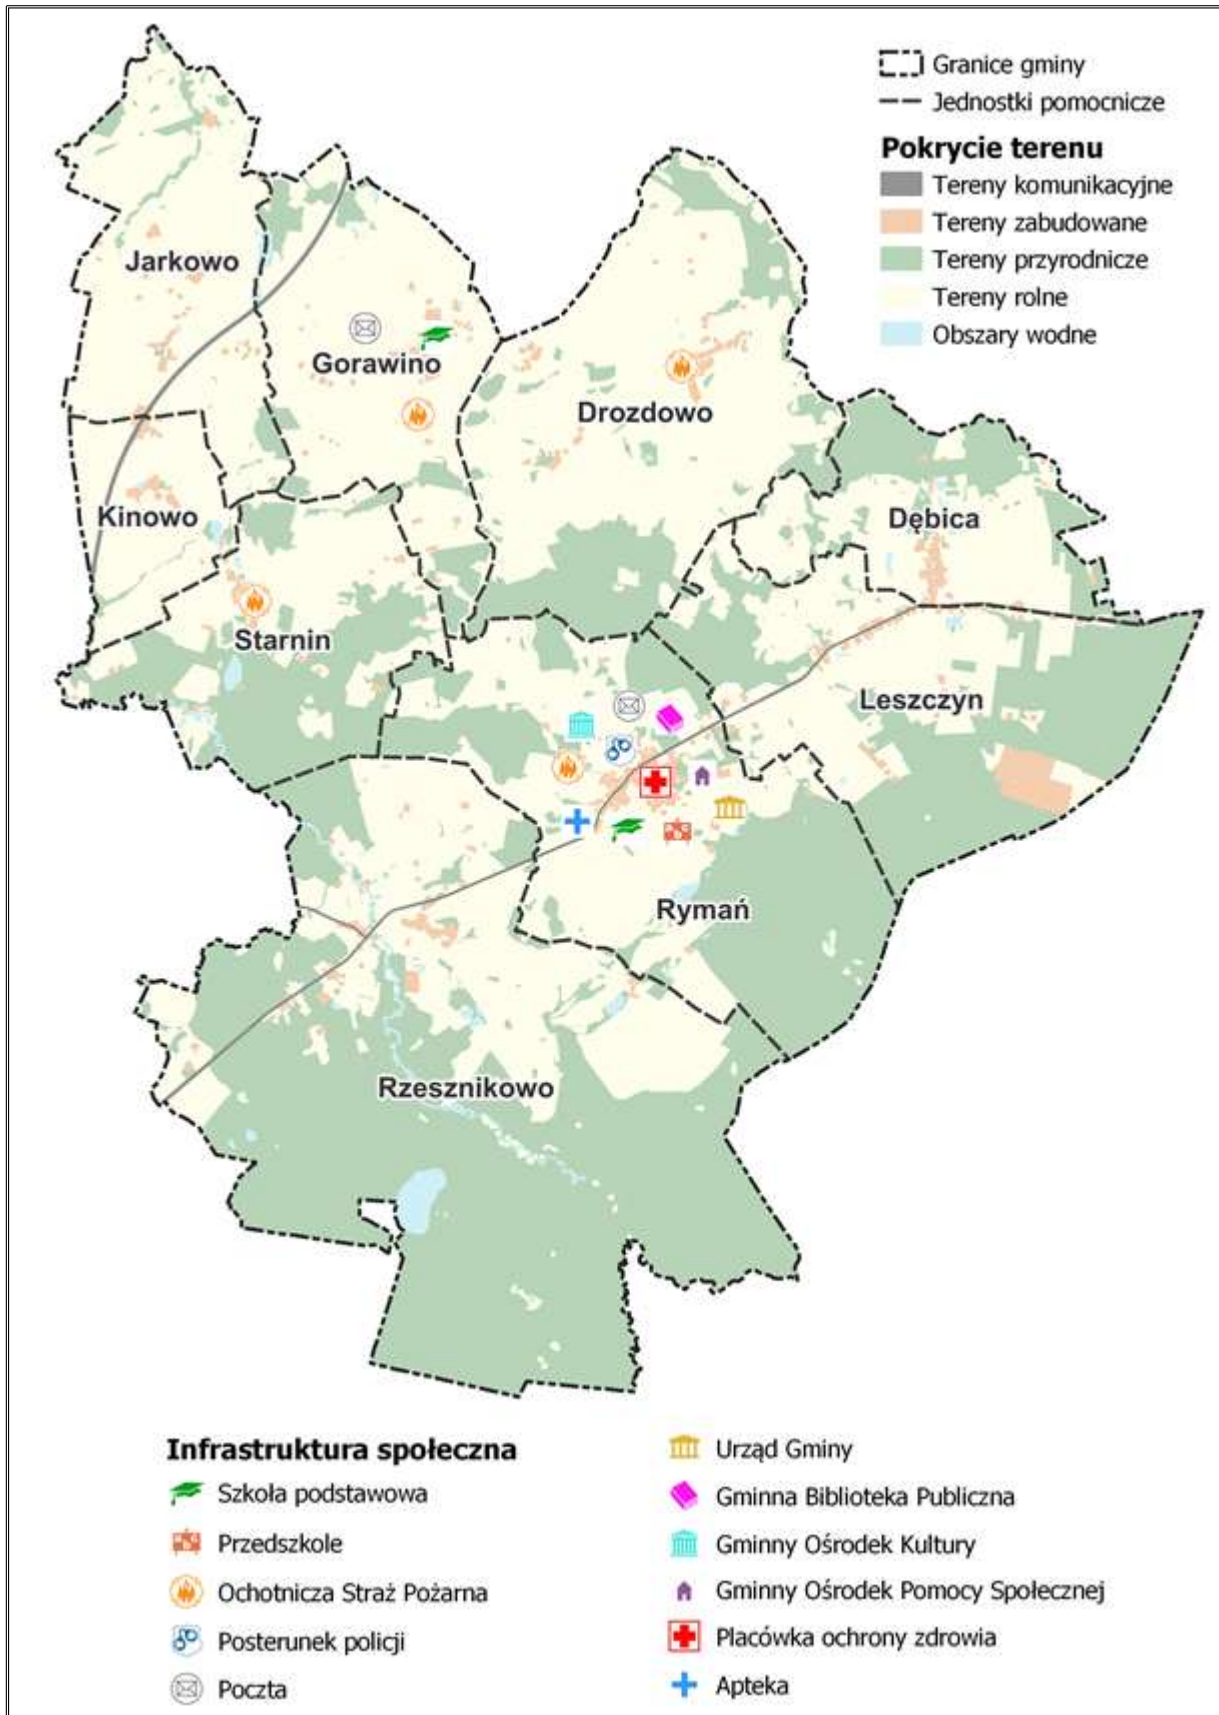 Granice gminy
Jednostki pomocnicze
Pokrycie terenu
Tereny komunikacyjne
Tereny zabudowane
Tereny przyrodnicze
Tereny rolne
Obszary wodne
Jarkowo
Gorawino
Drozdowo
Kinowo
Dębica
Starnin
Leszczyn
Rymań
Rzesznikowo
Infrastruktura społeczna
Szkoła podstawowa
Przedszkole
Ochotnicza Straż Pożarna
Posterunek policji
Poczta
Urząd Gminy
Gminna Biblioteka Publiczna
Gminny Ośrodek Kultury
Gminny Ośrodek Pomocy Społecznej
Placówka ochrony zdrowia
Apteka